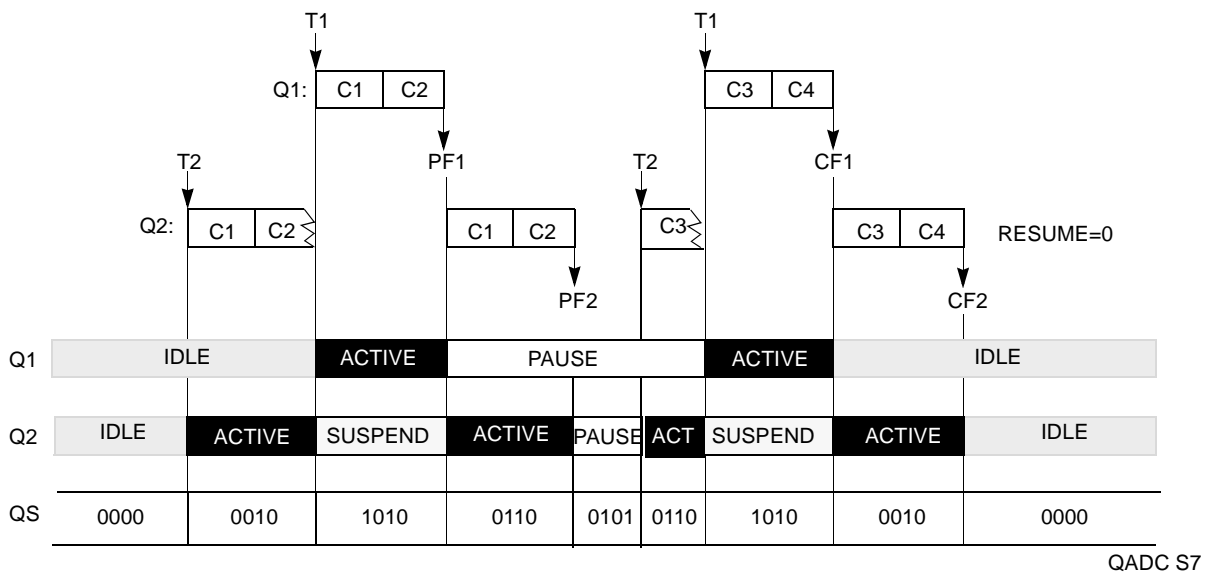 T1 T1
Q1: C1 C2 C3 C4
T2 PF1 T2 CF1
Q2: C1 C2 C1 C2 C3 C3 C4 RESUME=0
PF2 CF2
Q1 IDLE ACTIVE PAUSE ACTIVE IDLE
Q2 IDLE ACTIVE SUSPEND ACTIVE PAUSE ACT SUSPEND ACTIVE IDLE
QS 0000 0010 1010 0110 0101 0110 1010 0010 0000
QADC S7